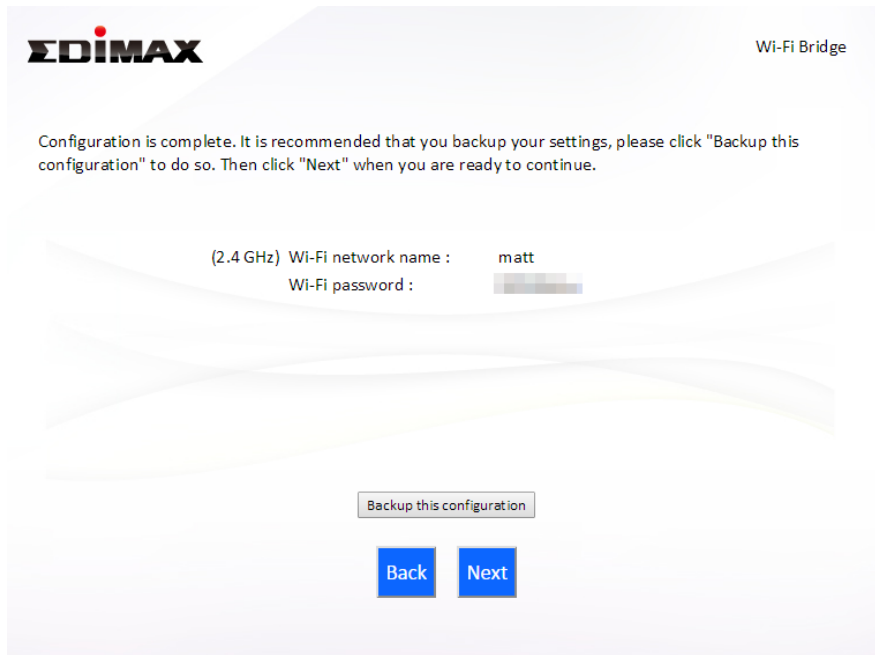 EDIMAX
Wi-Fi Bridge
Configuration is complete. It is recommended that you backup your settings, please click "Backup this
configuration" to do so. Then click "Next" when you are ready to continue.
(2.4 GHz) Wi-Fi network name : matt
Wi-Fi password :
Backup this configuration
Back Next